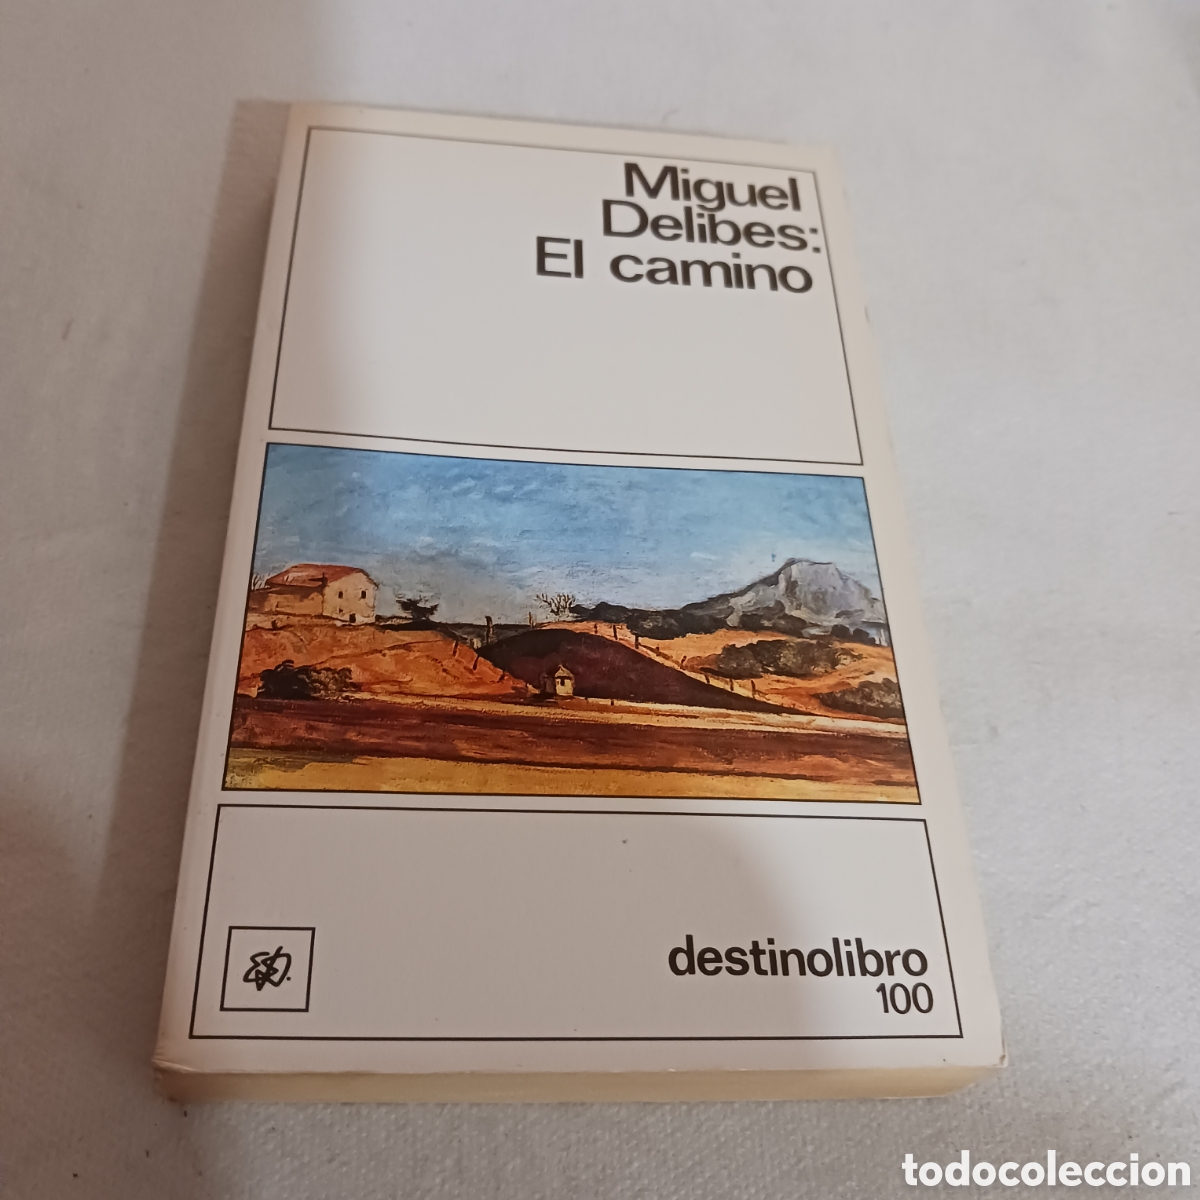 Miguel
Delibes:
El camino
destinolibro
100
todocoleccion